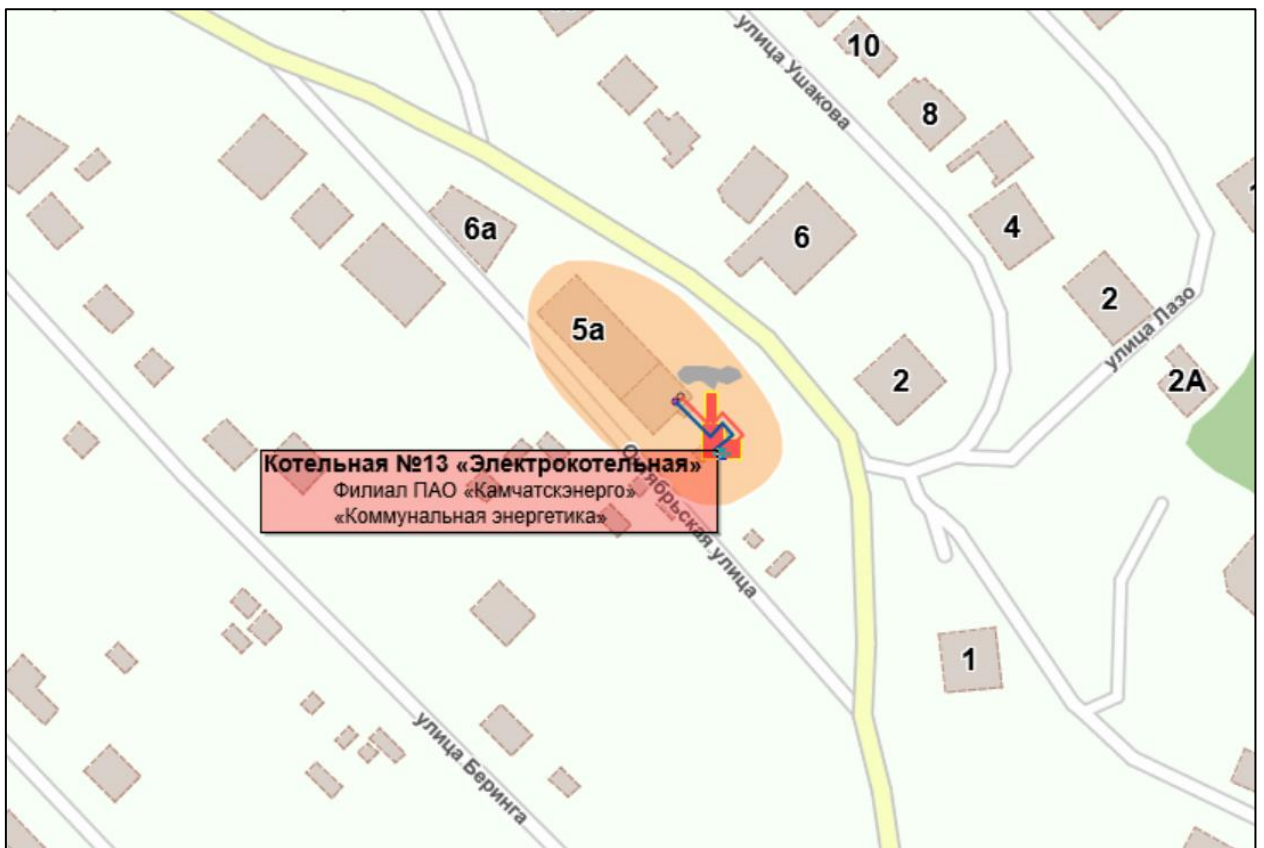 улица Ушакова
10
8
6а
6
4
2
улица Лазо
5а
2
2А
Котельная №13 «Электрокотельная»
Филиал ПАО «Камчатскэнерго»
«Коммунальная энергетика»
Октябрьская улица
1
улица Беринга